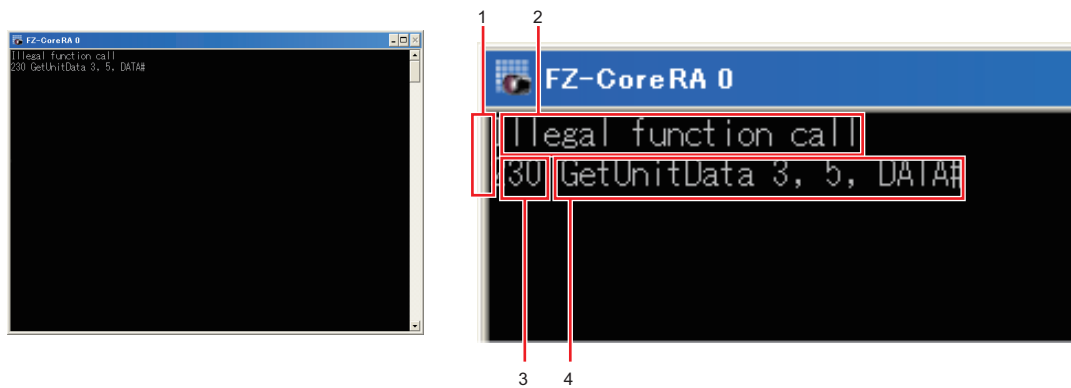 FZ-CoreRA 0
Illegal function call
230 GetUnitData 3, 5, DATA#
1 2
FZ-CoreRA 0
Illegal function call
230 GetUnitData 3, 5, DATA#
3 4